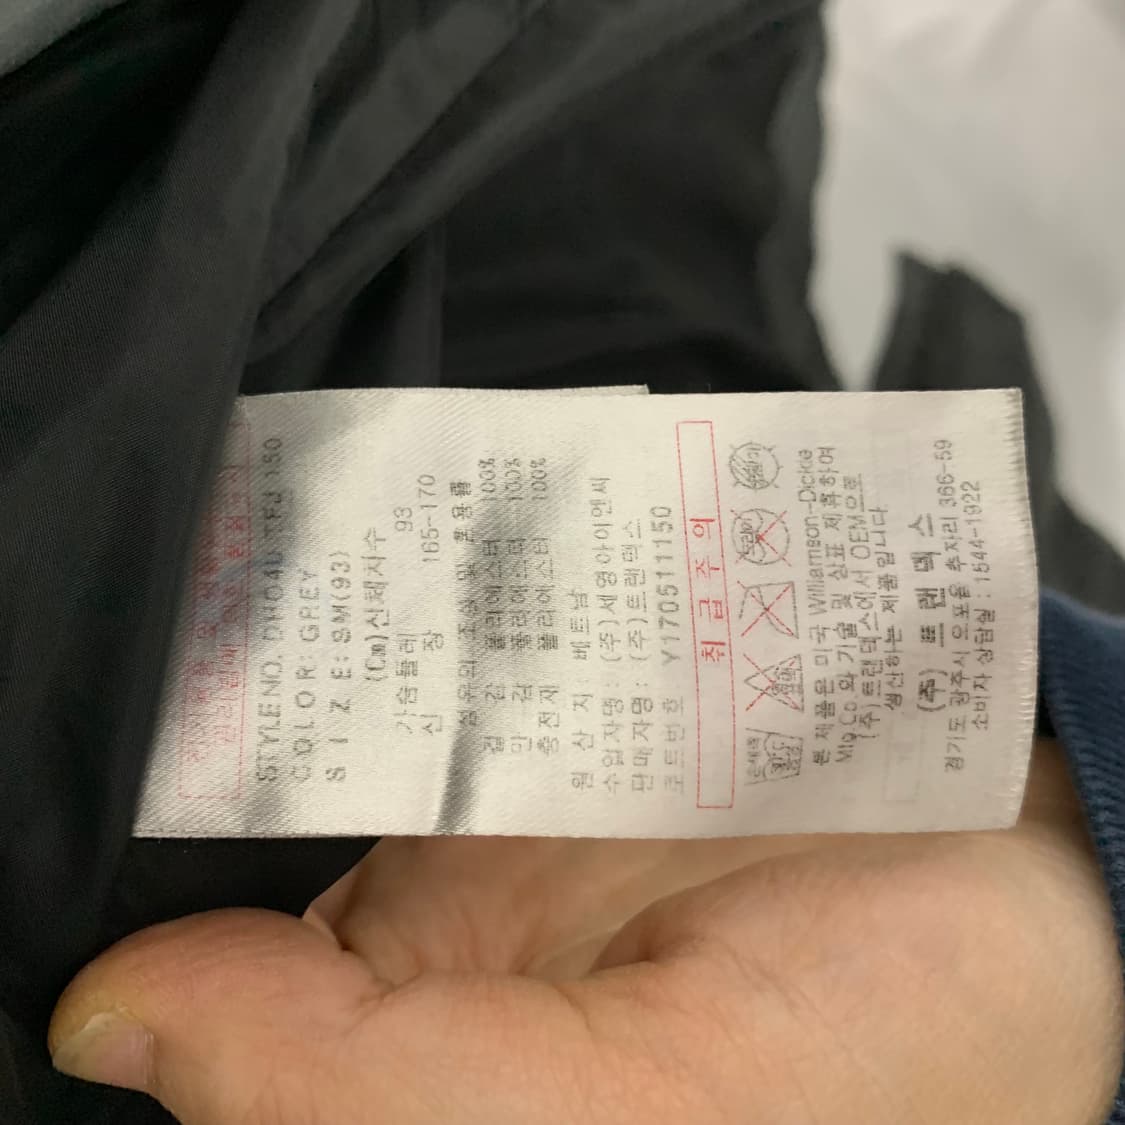 COLOR: GREY
S I Z E: SM(93)
(Cm)신체치수
가슴둘레 93
신 장 165-170
섬유의 조성 및 혼용률
겉 감 폴리에스터 100%
안 감 폴리에스터 100%
충전재 폴리에스터 100%
원 산 지 베트남
수입자명 : (주)세영아이앤씨
판매자명 : (주)트랜덱스
로트번호 Y170511150
취 급 주 의
본 제품은 미국 Williamson-Dickie
Mfg Co 와 기술 및 상표 제휴하여
(주)트랜덱스에서 OEM으로
생산하는 제품입니다.
(주) 트 랜 덱 스
경기도 광주시 오포읍 추자리 366-59
소비자 상담실 : 1544-1922